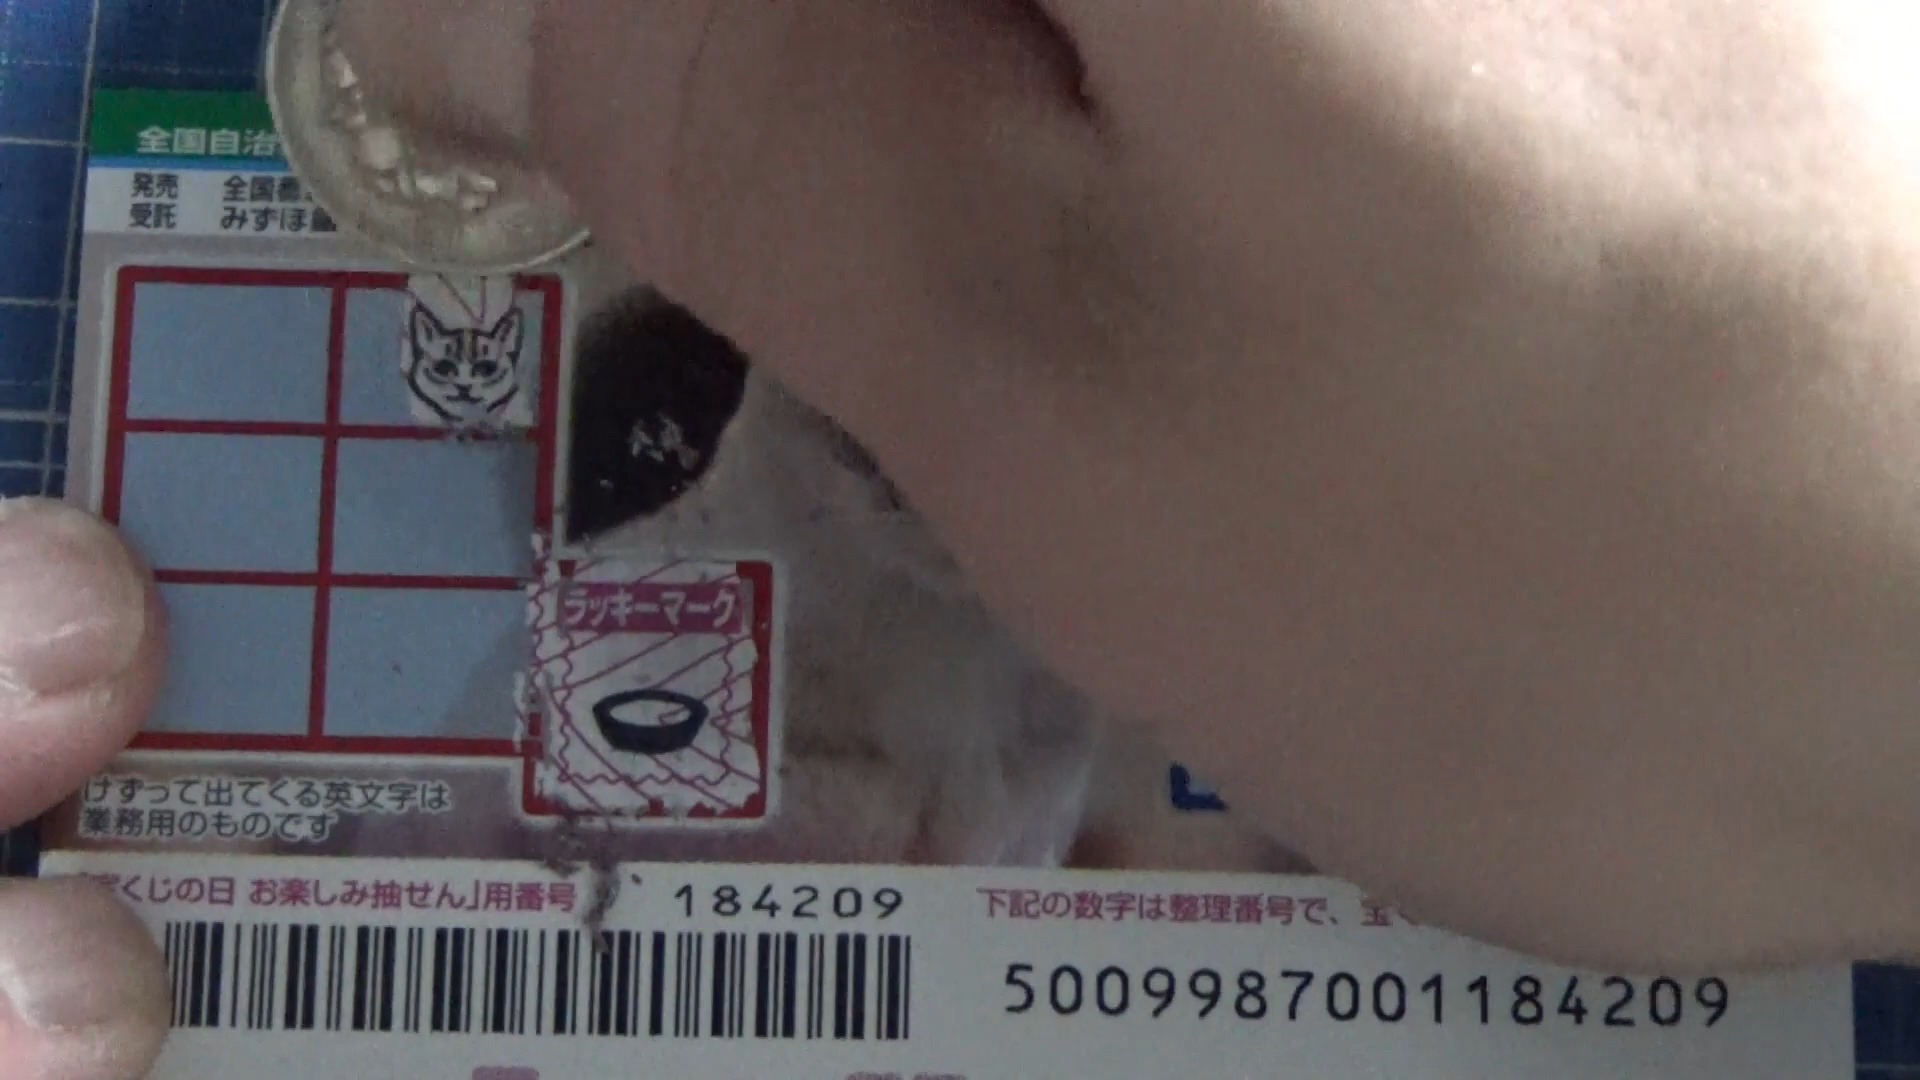 全国自治
発売 全国都
受託 みずほ
ラッキーマーク
けずって出てくる英文字は
業務用のものです
くじの日 お楽しみ抽せん」用番号 184209
下記の数字は整理番号で、宝く
5009987001184209